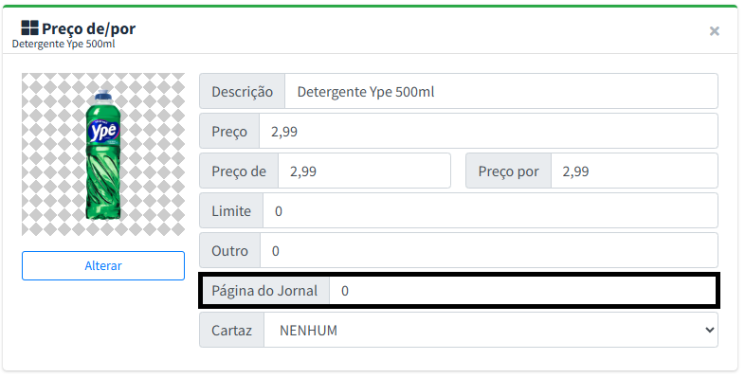 Preço de/por
×
Detergente Ype 500ml
Ypê
Alterar
Descrição Detergente Ype 500ml
Preço 2,99
Preço de 2,99 Preço por 2,99
Limite 0
Outro 0
Página do Jornal 0
Cartaz NENHUM